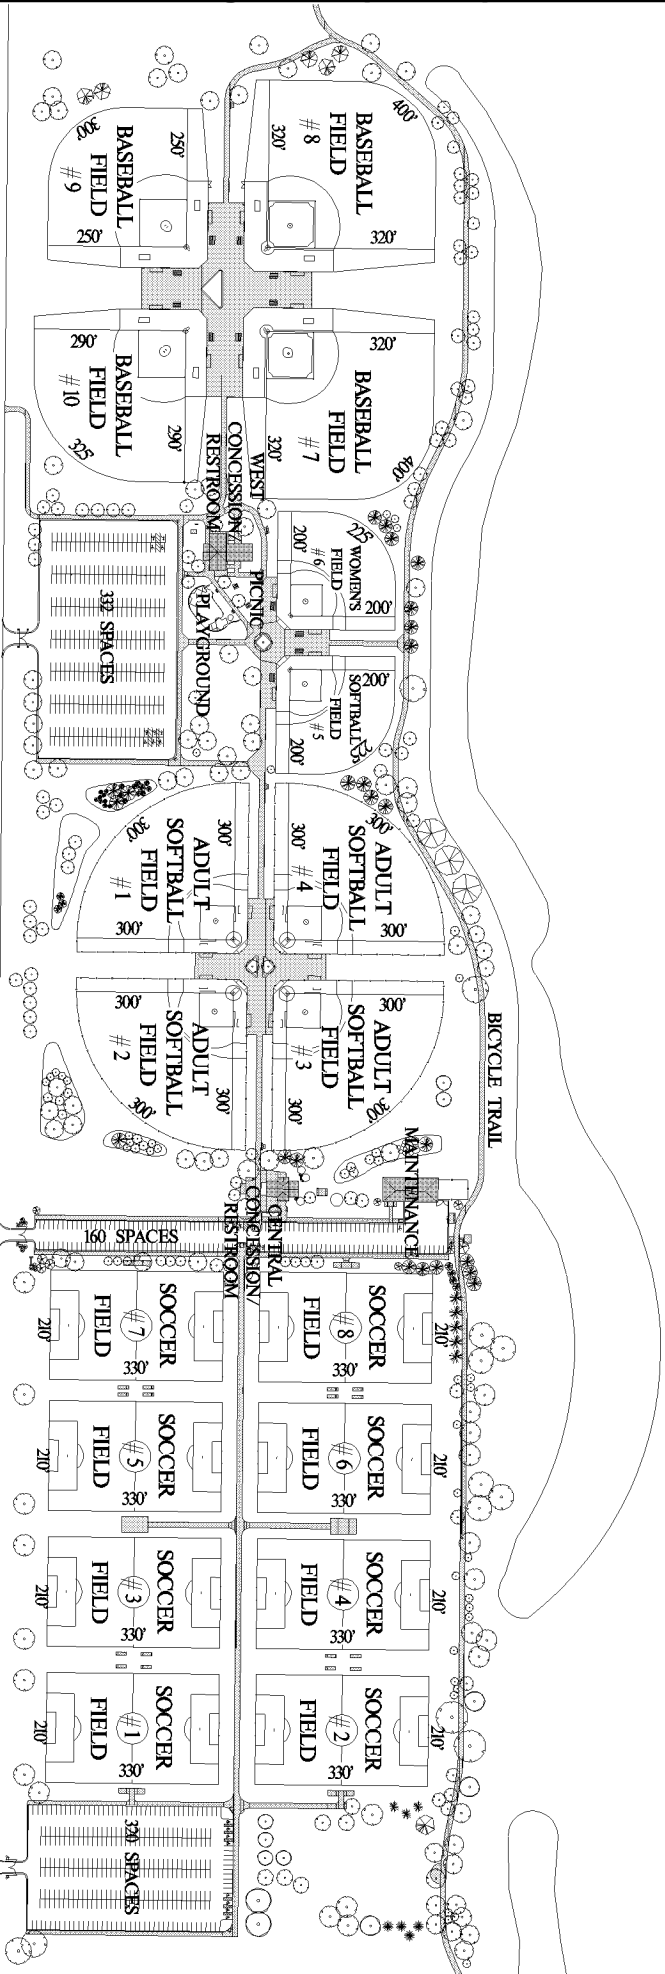 400'
BASEBALL
FIELD
#8
320'
320'
300'
BASEBALL
FIELD
#9
250'
250'
320'
BASEBALL
FIELD
#7
320'
400'
290'
BASEBALL
FIELD
#10
290'
325'
WEST
CONCESSION/
RESTROOM
PICNIC
PLAYGROUND
332 SPACES
225'
200'
WOMEN'S
FIELD
#6
200'
200'
SOFTBALL
FIELD
#5
200'
300'
ADULT
SOFTBALL
FIELD
#1
300'
300'
300'
ADULT
SOFTBALL
FIELD
#4
300'
300'
300'
ADULT
SOFTBALL
FIELD
#2
300'
300'
300'
ADULT
SOFTBALL
FIELD
#3
300'
300'
BICYCLE TRAIL
MAINTENANCE
CENTRAL
CONCESSION/
RESTROOM
160 SPACES
SOCCER
#7
FIELD
210'
330'
SOCCER
#8
FIELD
210'
330'
SOCCER
#5
FIELD
210'
330'
SOCCER
#6
FIELD
210'
330'
SOCCER
#3
FIELD
210'
330'
SOCCER
#4
FIELD
210'
330'
SOCCER
#1
FIELD
210'
330'
SOCCER
#2
FIELD
210'
330'
320 SPACES